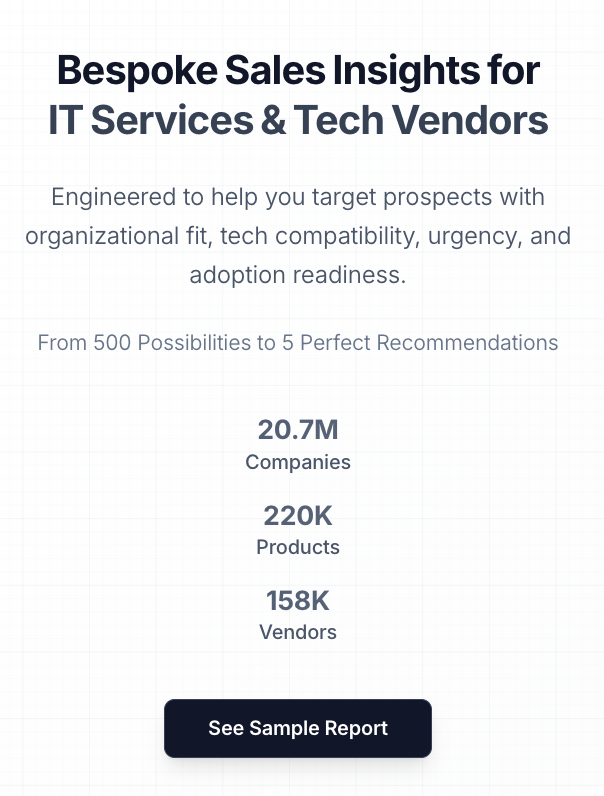 Bespoke Sales Insights for
IT Services & Tech Vendors
Engineered to help you target prospects with
organizational fit, tech compatibility, urgency, and
adoption readiness.
From 500 Possibilities to 5 Perfect Recommendations
20.7M
Companies
220K
Products
158K
Vendors
See Sample Report